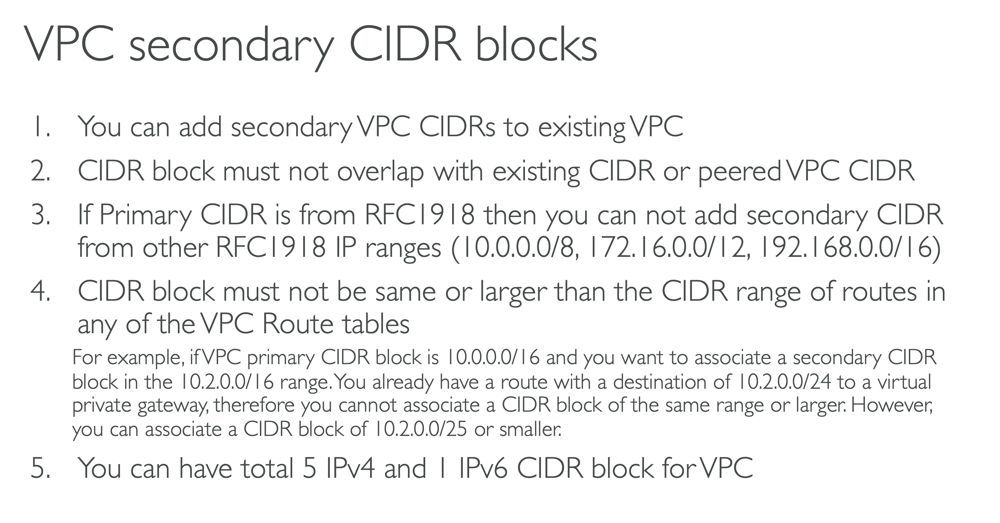 VPC secondary CIDR blocks
1. You can add secondary VPC CIDRs to existing VPC
2. CIDR block must not overlap with existing CIDR or peered VPC CIDR
3. If Primary CIDR is from RFC1918 then you can not add secondary CIDR
from other RFC1918 IP ranges (10.0.0.0/8, 172.16.0.0/12, 192.168.0.0/16)
4. CIDR block must not be same or larger than the CIDR range of routes in
any of the VPC Route tables
For example, if VPC primary CIDR block is 10.0.0.0/16 and you want to associate a secondary CIDR
block in the 10.2.0.0/16 range. You already have a route with a destination of 10.2.0.0/24 to a virtual
private gateway, therefore you cannot associate a CIDR block of the same range or larger. However,
you can associate a CIDR block of 10.2.0.0/25 or smaller.
5. You can have total 5 IPv4 and 1 IPv6 CIDR block for VPC